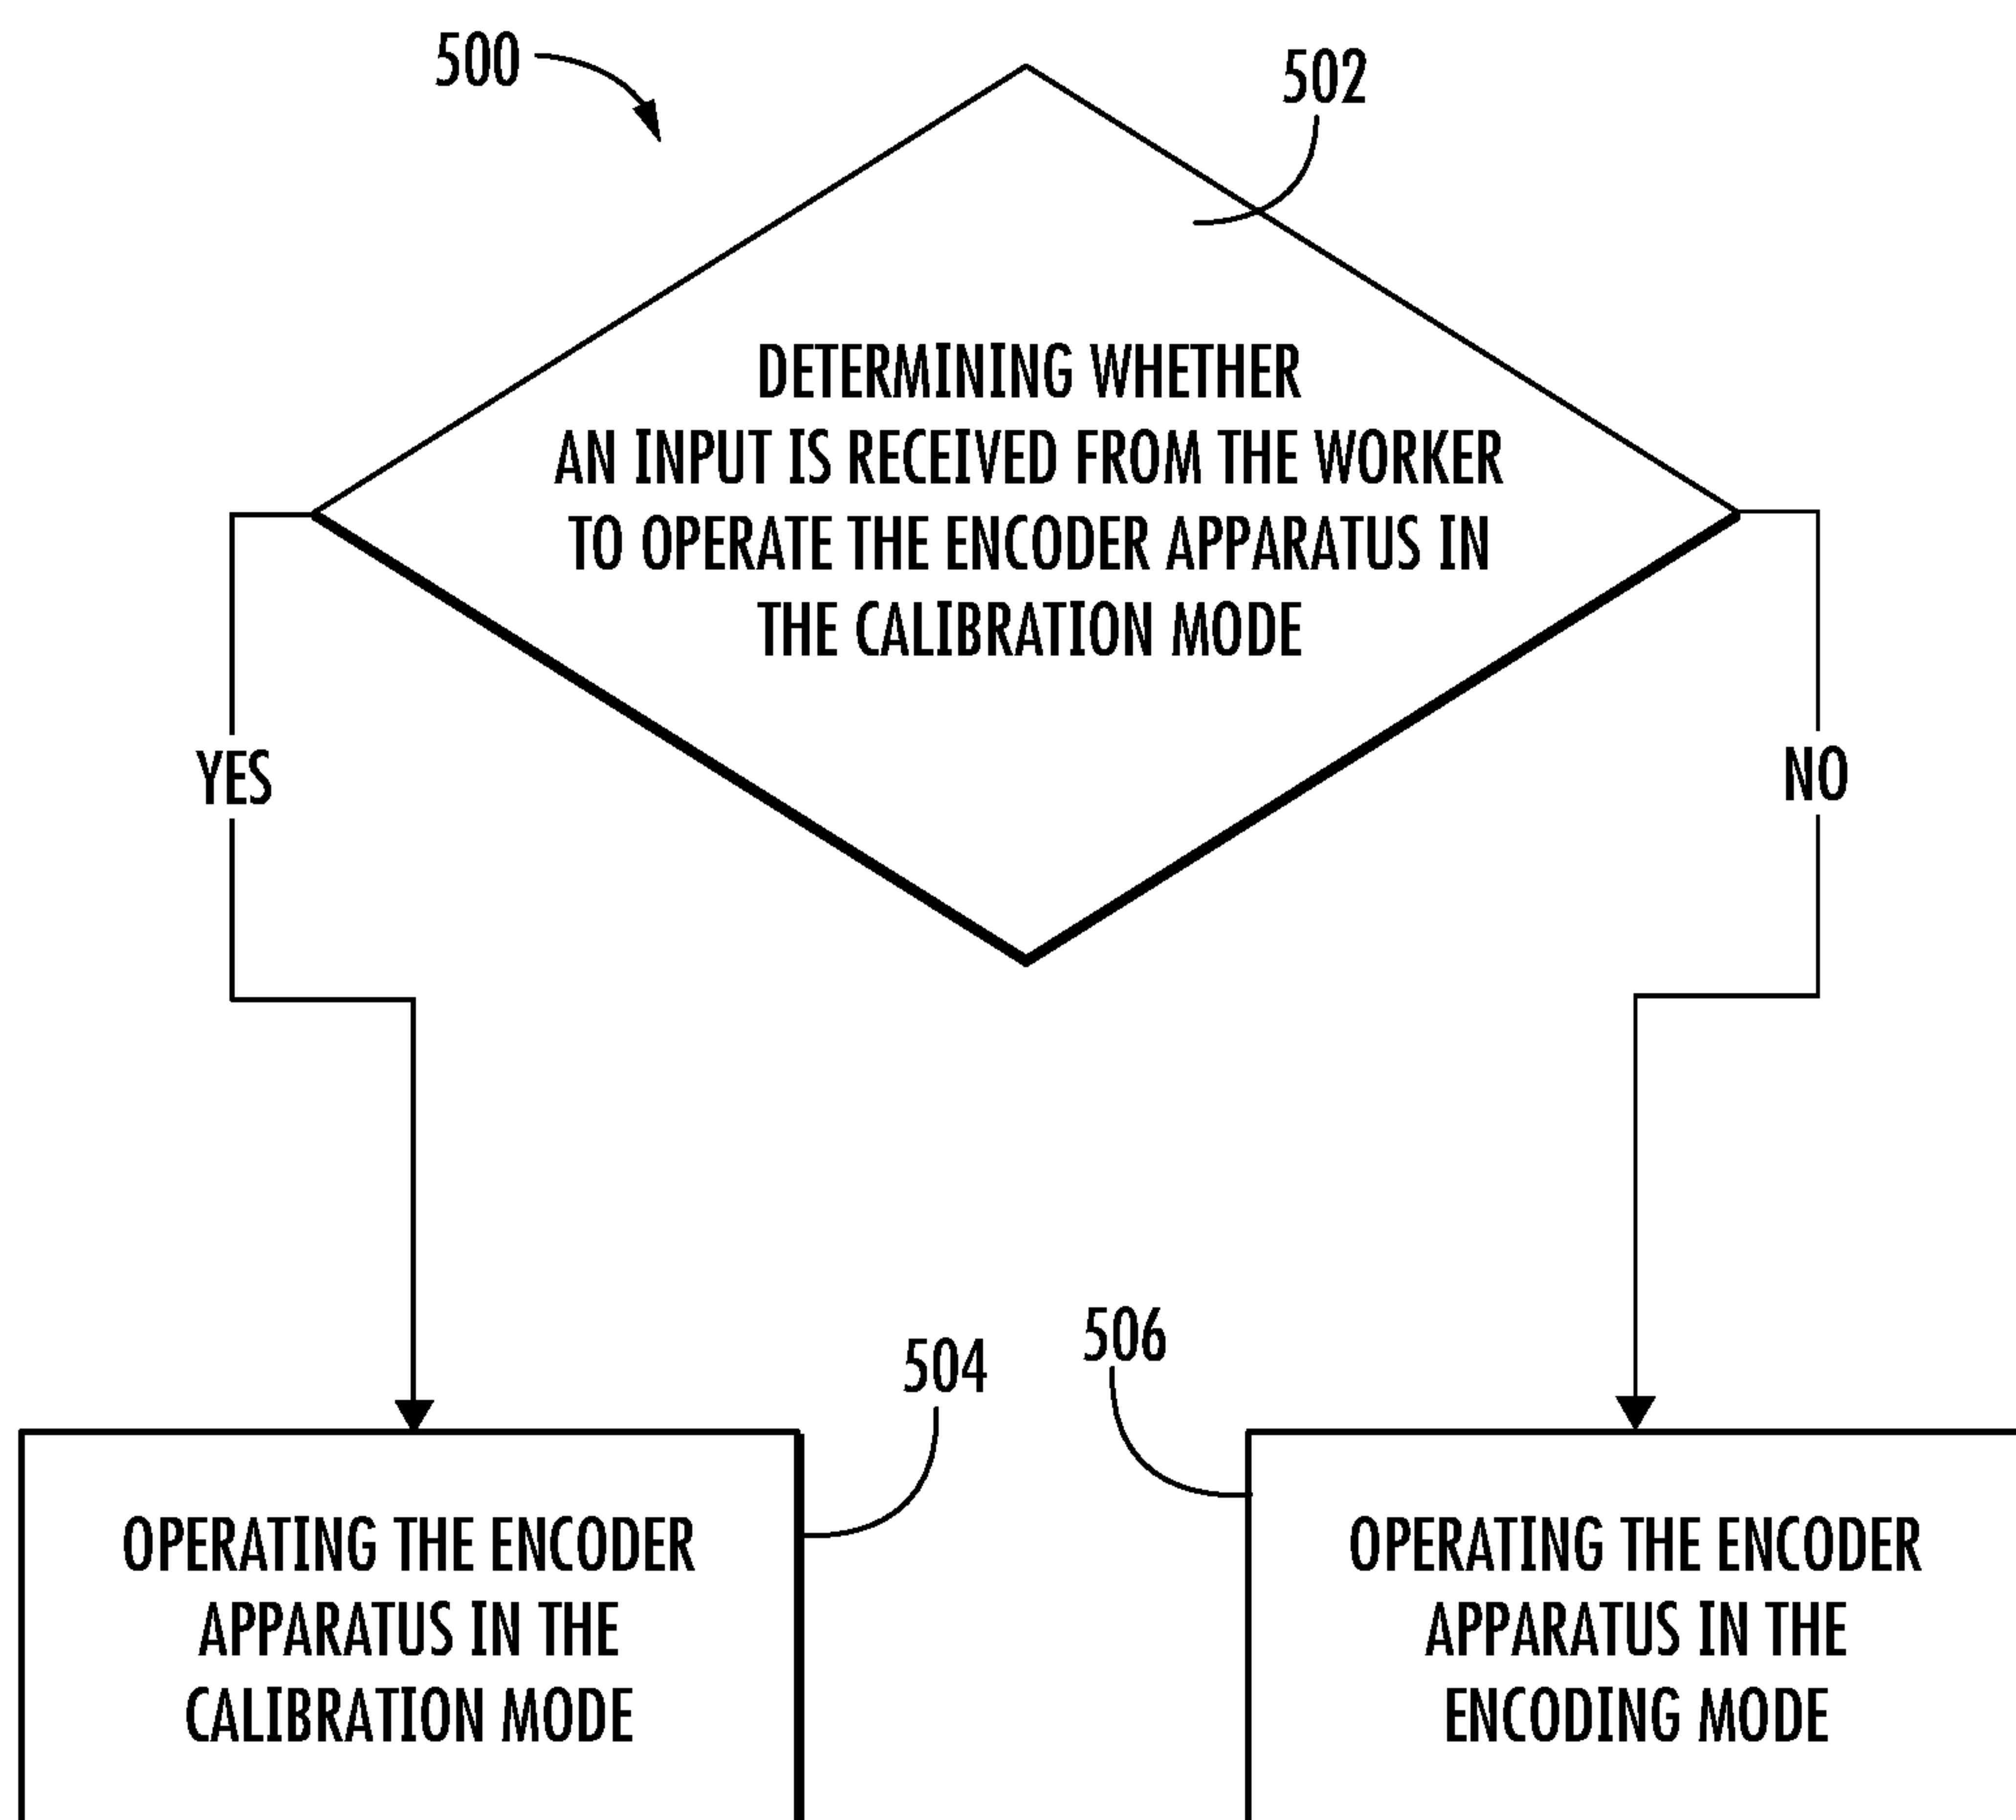 500
502
DETERMINING WHETHER
AN INPUT IS RECEIVED FROM THE WORKER
TO OPERATE THE ENCODER APPARATUS IN
THE CALIBRATION MODE
YES
NO
504
506
OPERATING THE ENCODER
APPARATUS IN THE
CALIBRATION MODE
OPERATING THE ENCODER
APPARATUS IN THE
ENCODING MODE